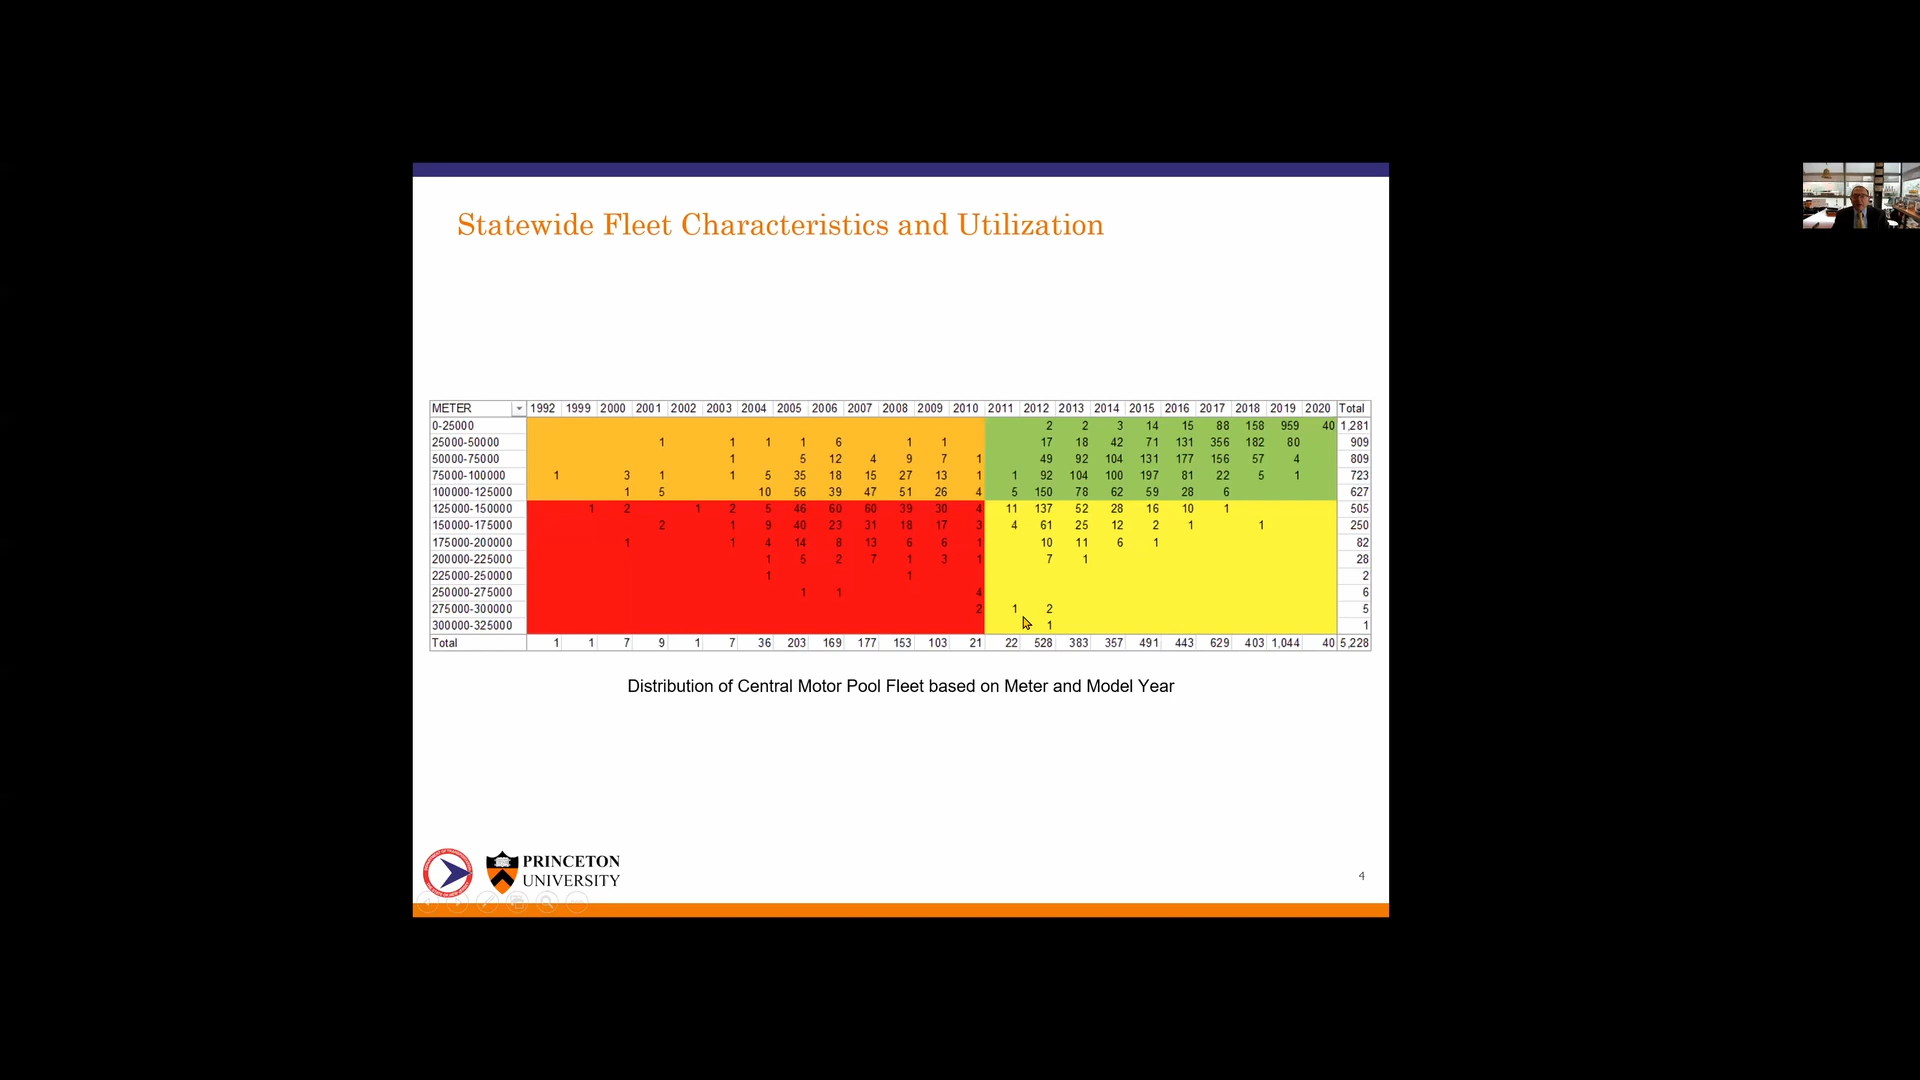 Statewide Fleet Characteristics and Utilization
METER 1992 1999 2000 2001 2002 2003 2004 2005 2006 2007 2008 2009 2010 2011 2012 2013 2014 2015 2016 2017 2018 2019 2020 Total
0-25000 2 2 3 14 15 88 158 959 40 1,281
25000-50000 1 1 1 1 6 1 1 17 18 42 71 131 356 182 80 909
50000-75000 1 5 12 4 9 7 1 49 92 104 131 177 156 57 4 809
75000-100000 1 3 1 1 5 35 18 15 27 13 1 1 92 104 100 197 81 22 5 1 723
100000-125000 1 5 10 56 39 47 51 26 4 5 150 78 62 59 28 6 627
125000-150000 1 2 1 2 5 46 60 60 39 30 4 11 137 52 28 16 10 1 505
150000-175000 2 1 9 40 23 31 18 17 3 4 61 25 12 2 1 1 250
175000-200000 1 1 4 14 8 13 6 6 1 10 11 6 1 82
200000-225000 1 5 2 7 1 3 1 7 1 28
225000-250000 1 1 2
250000-275000 1 1 4 6
275000-300000 2 1 2 5
300000-325000 1 1
Total 1 1 7 9 1 7 36 203 169 177 153 103 21 22 528 383 357 491 443 629 403 1,044 40 5,228
Distribution of Central Motor Pool Fleet based on Meter and Model Year
PRINCETON
UNIVERSITY
4